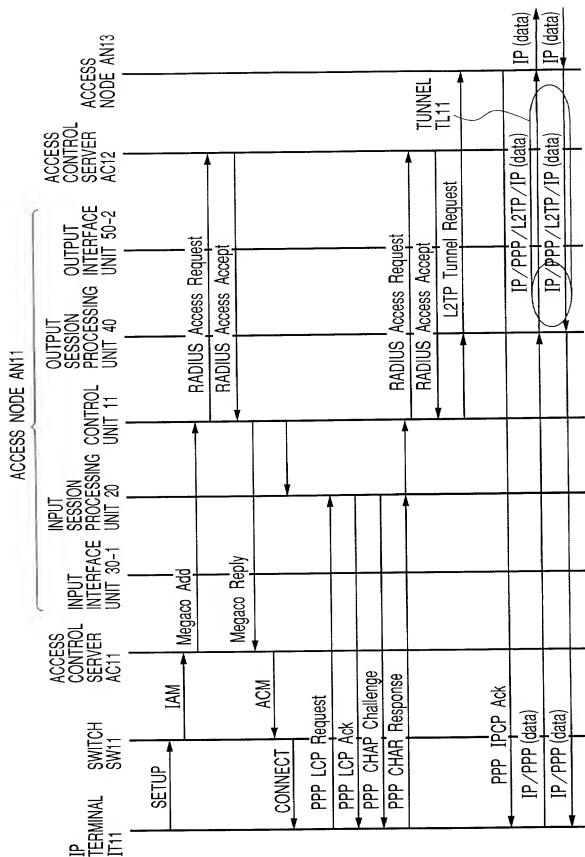 ACCESS NODE AN11
IP
TERMINAL
IT11
SWITCH
SW11
ACCESS
CONTROL
SERVER
AC11
INPUT
INTERFACE
UNIT 30-1
INPUT
SESSION
PROCESSING
UNIT 20
CONTROL
UNIT 11
OUTPUT
SESSION
PROCESSING
UNIT 40
OUTPUT
INTERFACE
UNIT 50-2
ACCESS
CONTROL
SERVER
AC12
ACCESS
NODE AN13
SETUP
IAM
Megaco Add
RADIUS Access Request
RADIUS Access Accept
Megaco Reply
ACM
CONNECT
PPP LCP Request
PPP LCP Ack
PPP CHAP Challenge
PPP CHAR Response
RADIUS Access Request
RADIUS Access Accept
L2TP Tunnel Request
TUNNEL
TL11
PPP IPCP Ack
IP/PPP (data)
IP/PPP/L2TP/IP (data)
IP (data)
IP/PPP (data)
IP/PPP/L2TP/IP (data)
IP (data)